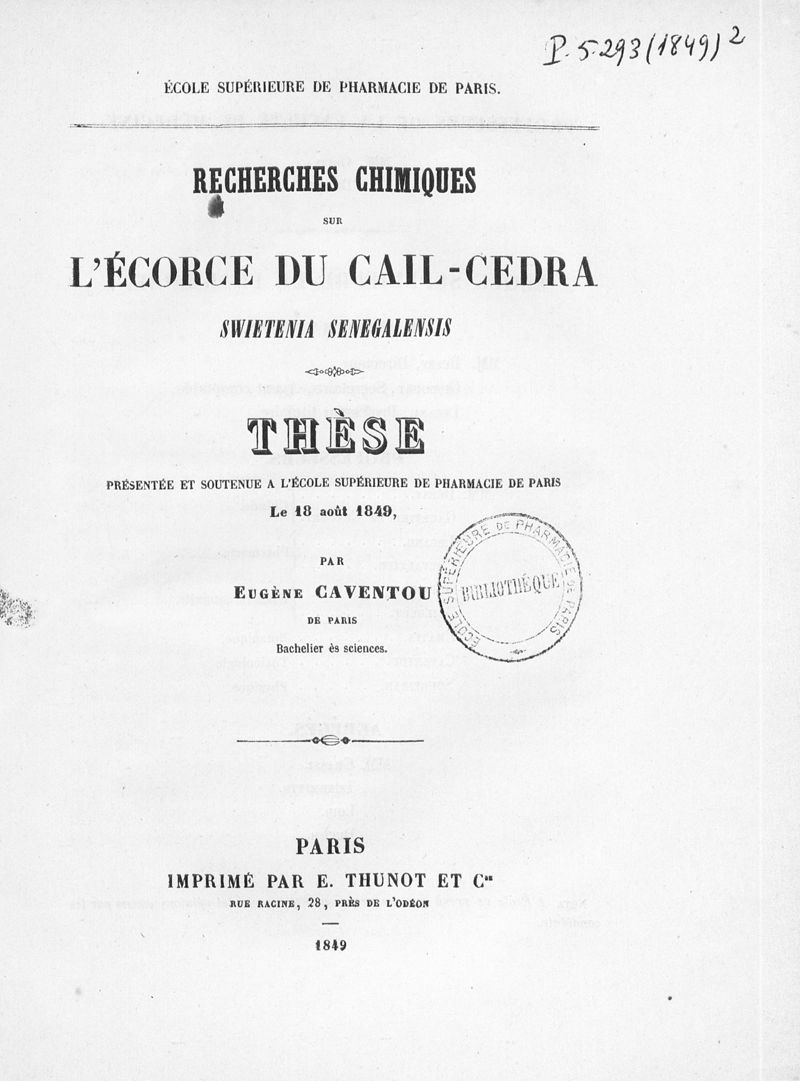 P. 5.293 (1849) 2
ÉCOLE SUPÉRIEURE DE PHARMACIE DE PARIS.
RECHERCHES CHIMIQUES
SUR
L'ÉCORCE DU CAIL-CEDRA
SWIETENIA SENEGALENSIS
THÈSE
PRÉSENTÉE ET SOUTENUE A L'ÉCOLE SUPÉRIEURE DE PHARMACIE DE PARIS
Le 18 août 1849,
PAR
EUGÈNE CAVENTOU
DE PARIS
Bachelier ès sciences.
ÉCOLE SUPÉRIEURE DE PHARMACIE DE PARIS
BIBLIOTHÈQUE
PARIS
IMPRIMÉ PAR E. THUNOT ET Cie
RUE RACINE, 28, PRÈS DE L'ODÉON
1849